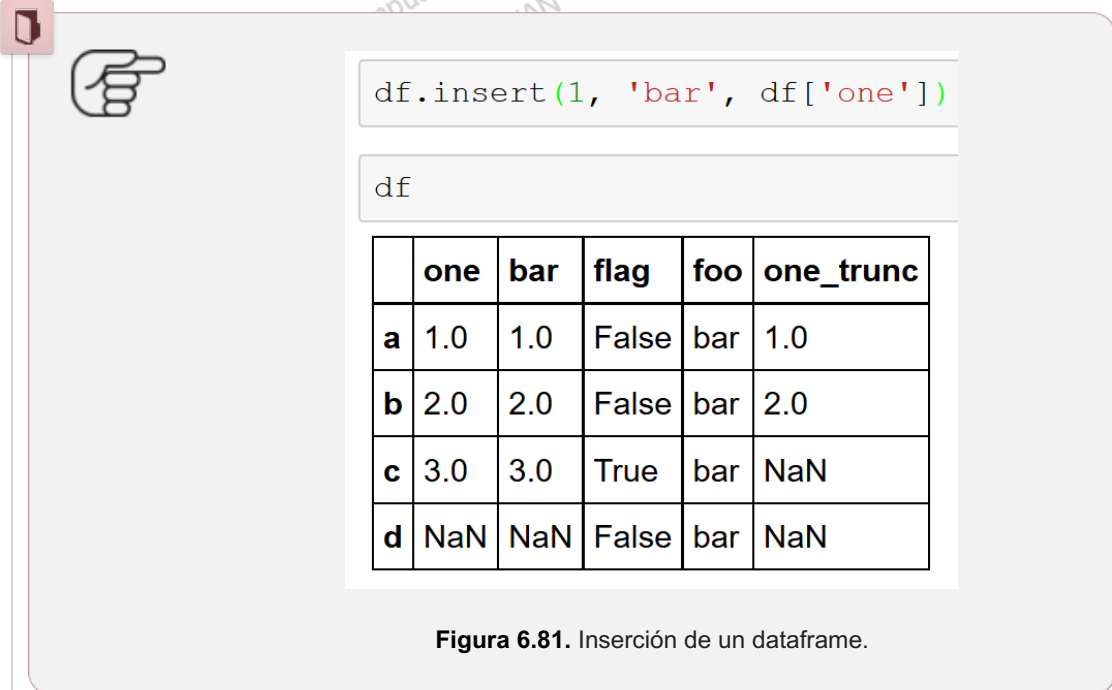 df.insert(1, 'bar', df['one'])
df
one bar flag foo one_trunc
a 1.0 1.0 False bar 1.0
b 2.0 2.0 False bar 2.0
c 3.0 3.0 True bar NaN
d NaN NaN False bar NaN
Figura 6.81. Inserción de un dataframe.